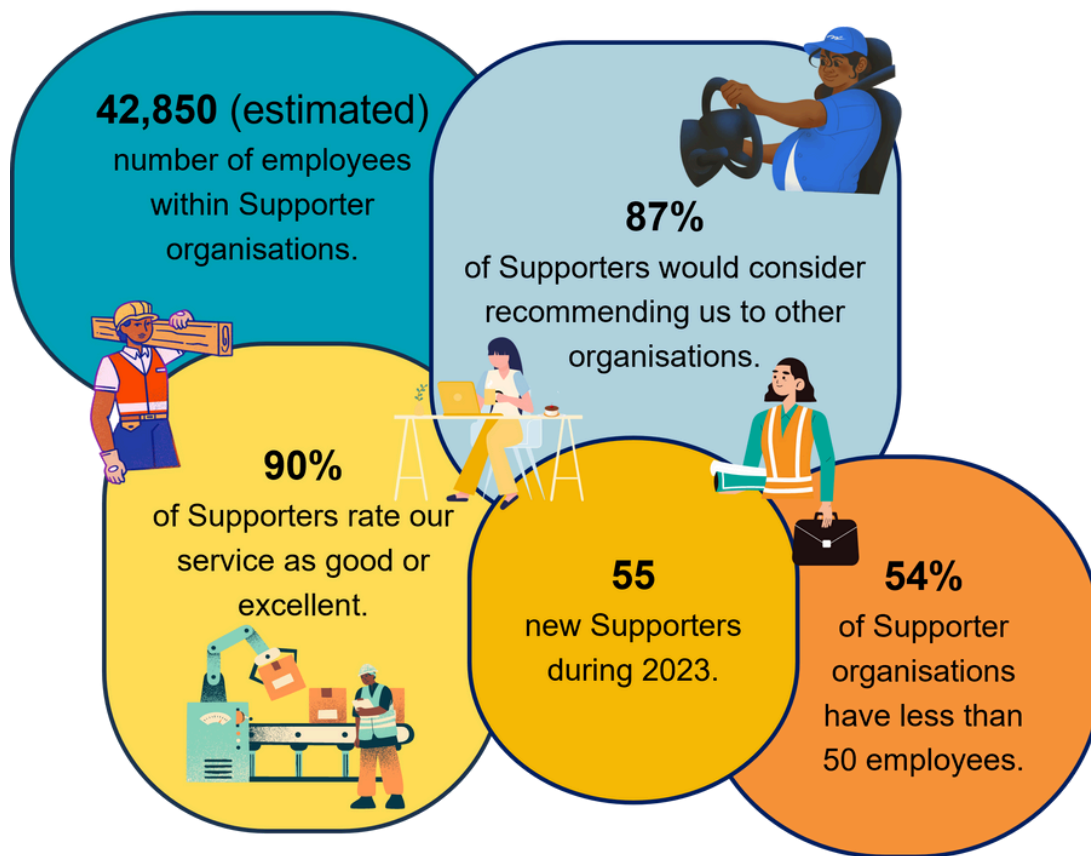 42,850 (estimated)
number of employees
within Supporter
organisations.
87%
of Supporters would consider
recommending us to other
organisations.
90%
of Supporters rate our
service as good or
excellent.
55
new Supporters
during 2023.
54%
of Supporter
organisations
have less than
50 employees.